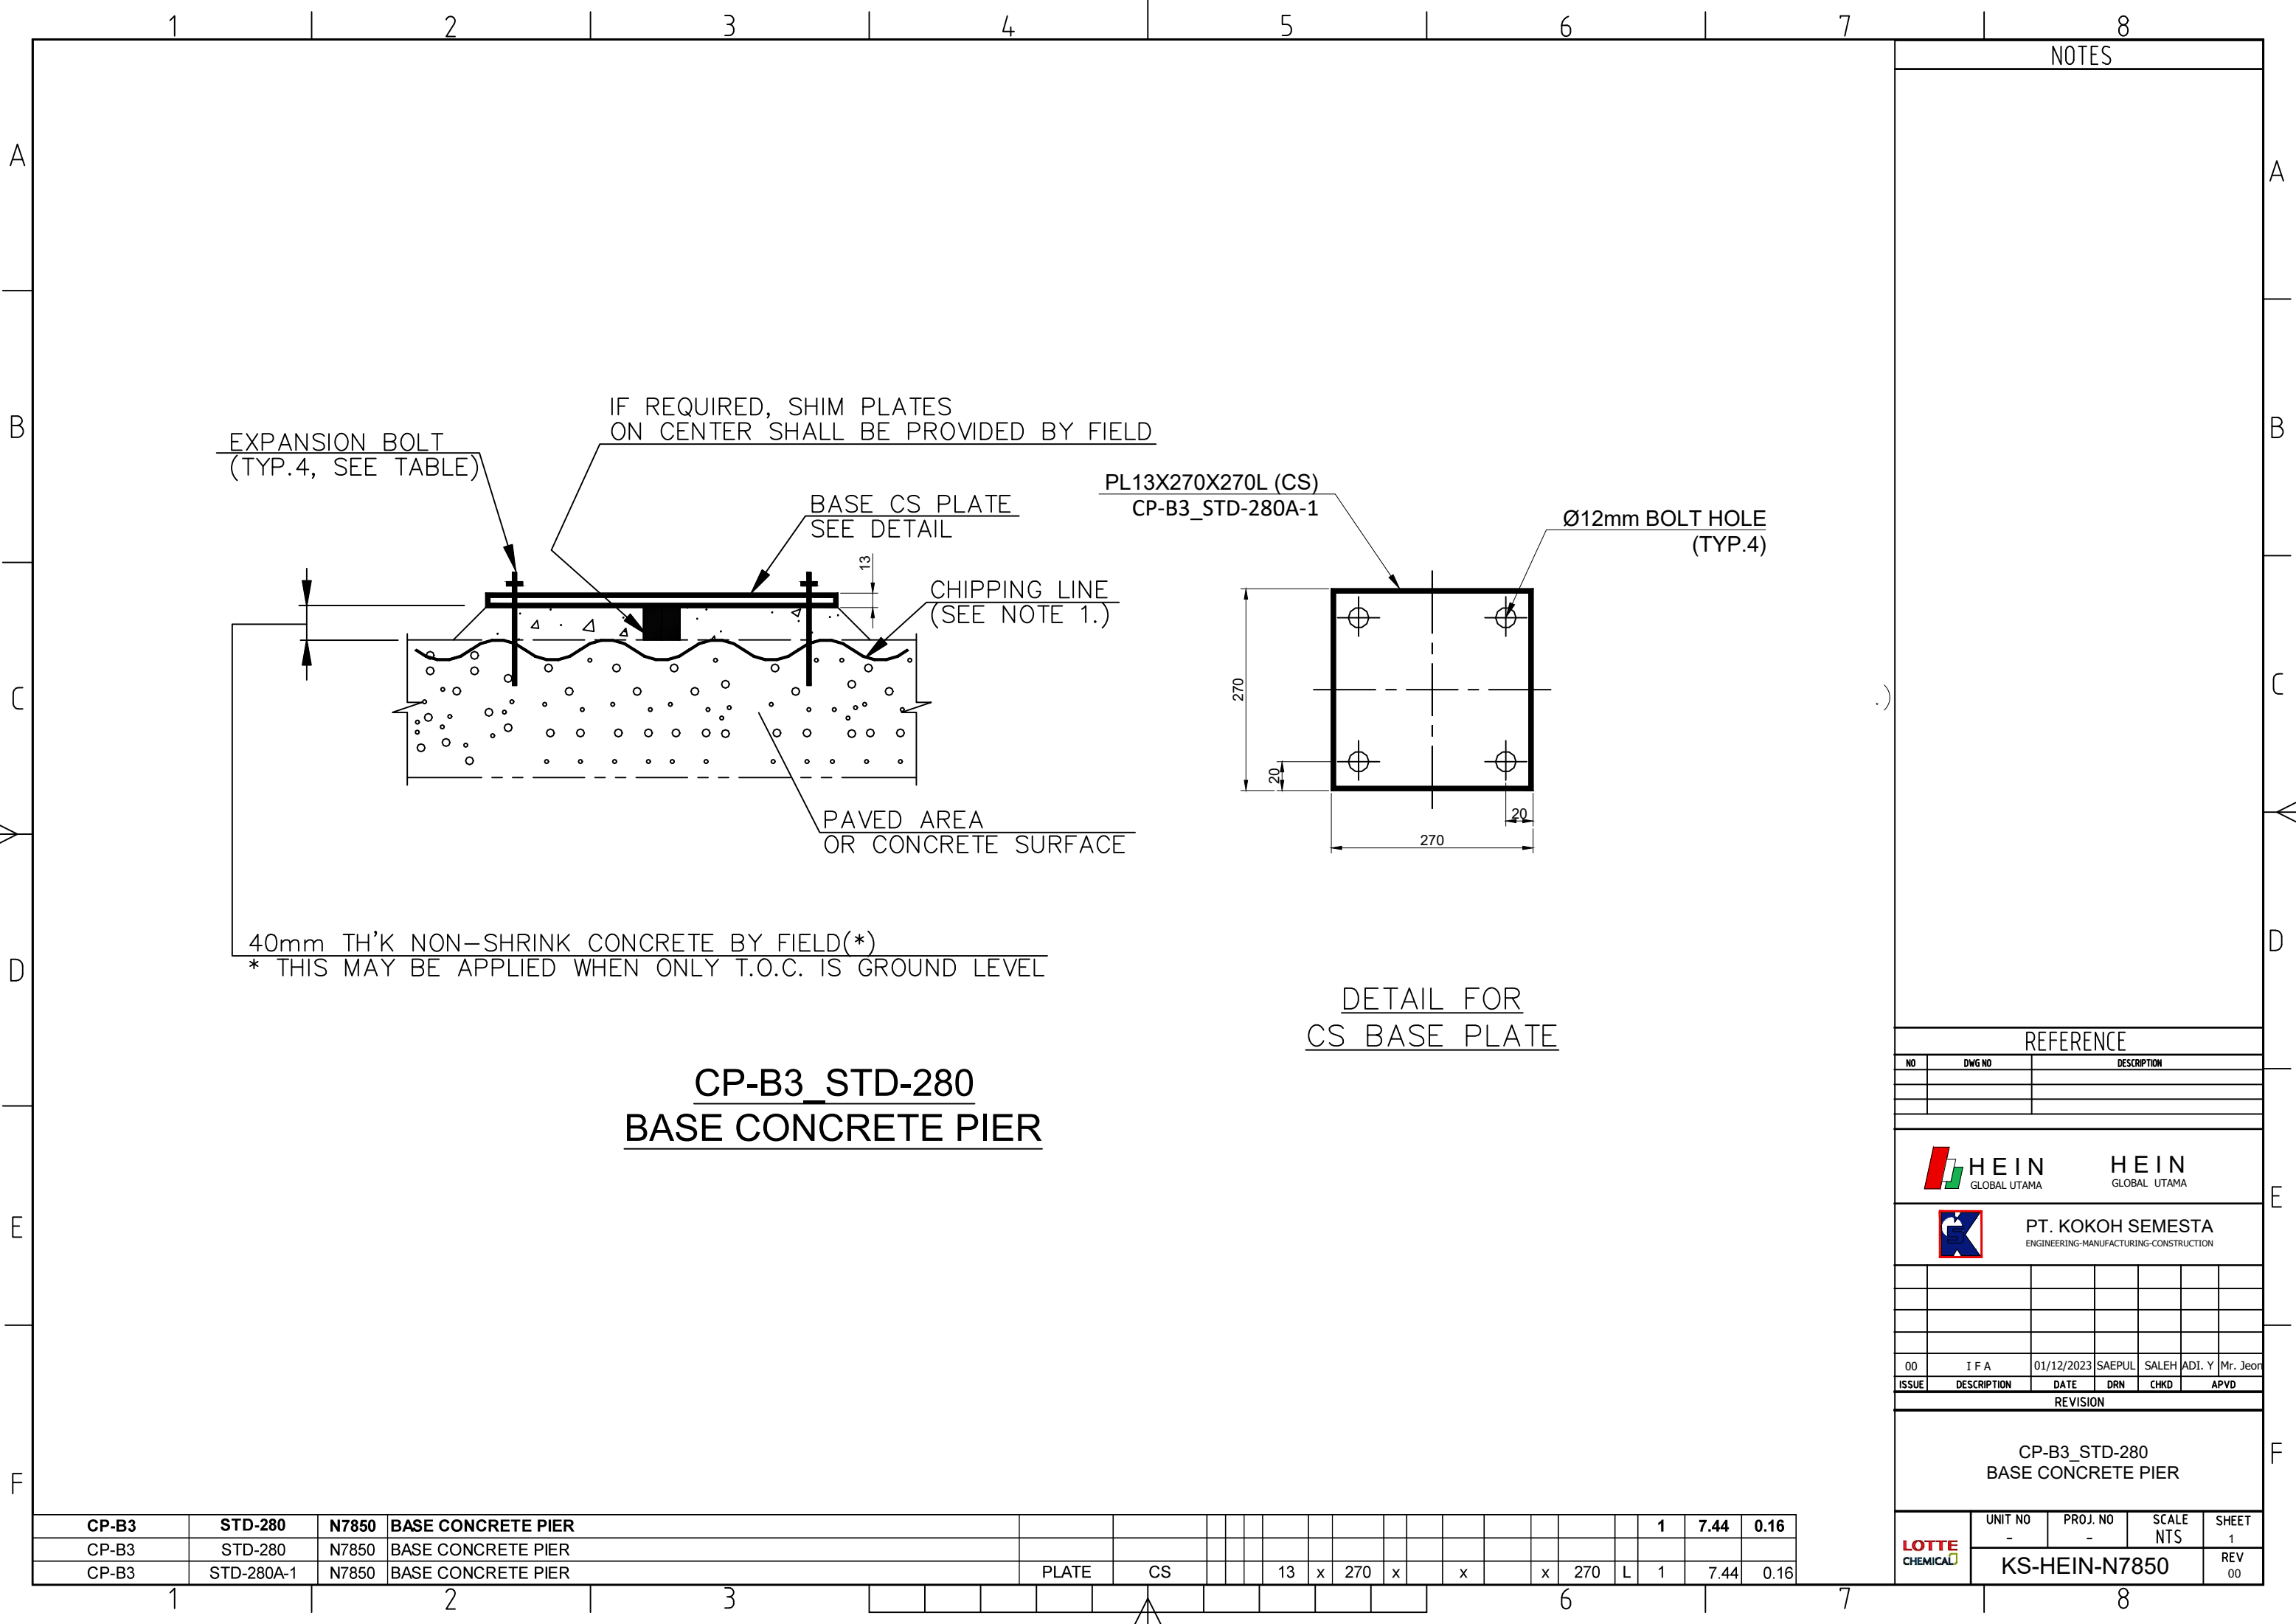 1 2 3 4 5 6 7 8
A
B
C
D
E
F
A
B
C
D
E
F
NOTES
IF REQUIRED, SHIM PLATES
ON CENTER SHALL BE PROVIDED BY FIELD
EXPANSION BOLT
(TYP.4, SEE TABLE)
BASE CS PLATE
SEE DETAIL
13
CHIPPING LINE
(SEE NOTE 1.)
PAVED AREA
OR CONCRETE SURFACE
40mm TH'K NON-SHRINK CONCRETE BY FIELD(*)
* THIS MAY BE APPLIED WHEN ONLY T.O.C. IS GROUND LEVEL
CP-B3_STD-280
BASE CONCRETE PIER
PL13X270X270L (CS)
CP-B3_STD-280A-1
Ø12mm BOLT HOLE
(TYP.4)
270
20
20
270
DETAIL FOR
CS BASE PLATE
REFERENCE
NO DWG NO DESCRIPTION
HEIN
GLOBAL UTAMA
HEIN
GLOBAL UTAMA
PT. KOKOH SEMESTA
ENGINEERING-MANUFACTURING-CONSTRUCTION
00 IFA 01/12/2023 SAEPUL SALEH ADI. Y Mr. Jeon
ISSUE DESCRIPTION DATE DRN CHKD APVD
REVISION
CP-B3_STD-280
BASE CONCRETE PIER
LOTTE
CHEMICAL
UNIT NO PROJ. NO SCALE SHEET
- - NTS 1
KS-HEIN-N7850
REV
00
CP-B3 STD-280 N7850 BASE CONCRETE PIER 1 7.44 0.16
CP-B3 STD-280 N7850 BASE CONCRETE PIER
CP-B3 STD-280A-1 N7850 BASE CONCRETE PIER PLATE CS 13 x 270 x x x 270 L 1 7.44 0.16
1 2 3 6 7 8